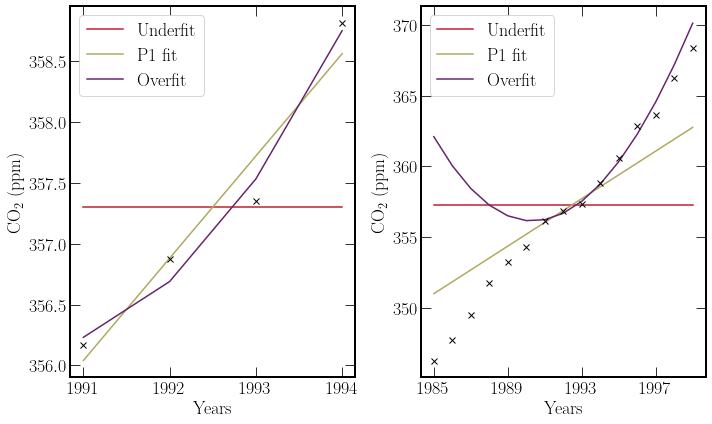 Underfit
P1 fit
Overfit
358.5
358.0
357.5
357.0
356.5
356.0
CO2 (ppm)
1991 1992 1993 1994
Years
Underfit
P1 fit
Overfit
370
365
360
355
350
CO2 (ppm)
1985 1989 1993 1997
Years